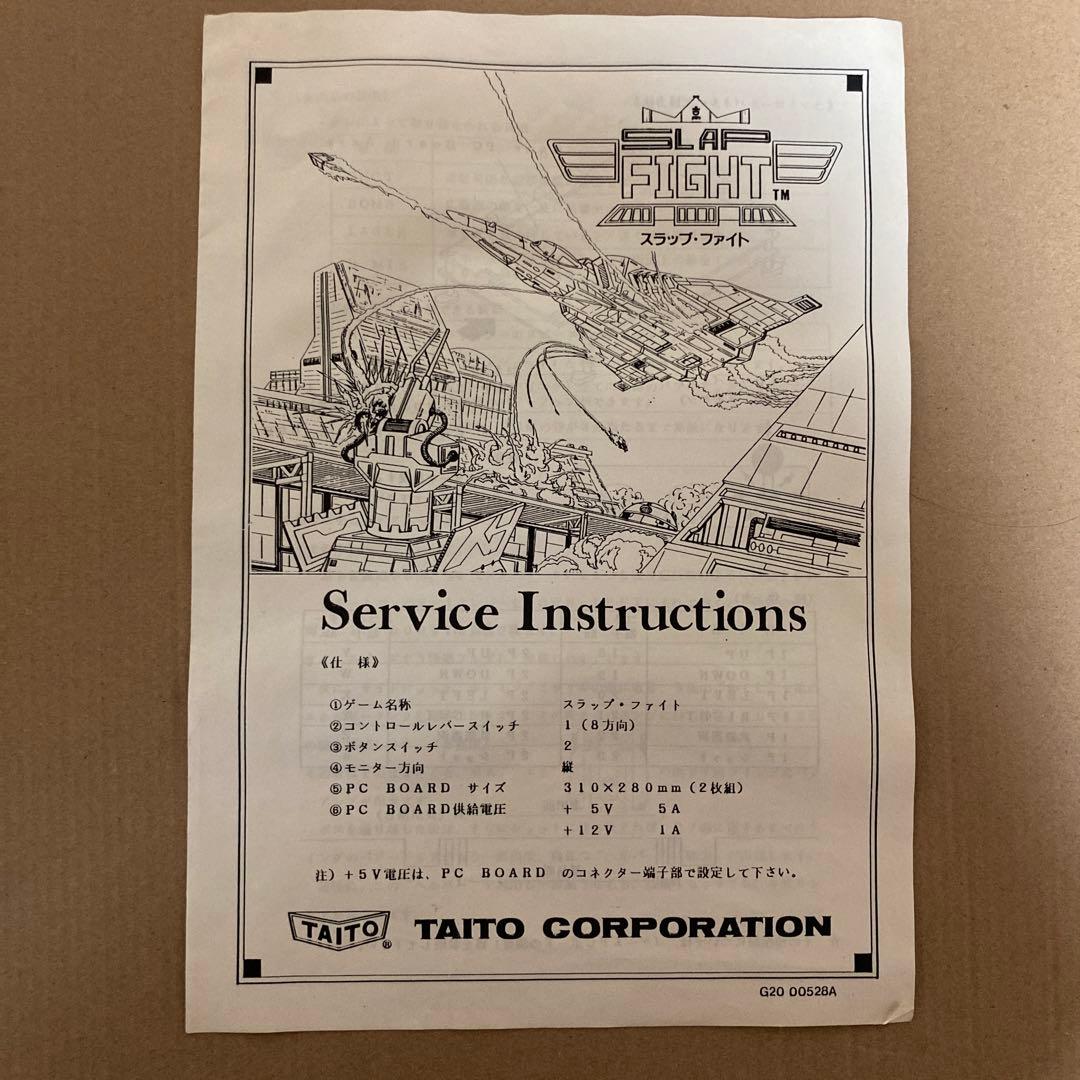 SLAP
FIGHT TM
スラップ・ファイト
Service Instructions
《仕　様》
①ゲーム名称　スラップ・ファイト
②コントロールレバースイッチ　1（8方向）
③ボタンスイッチ　2
④モニター方向　縦
⑤PC BOARD サイズ　310×280mm（2枚組）
⑥PC BOARD供給電圧　＋ 5V 5A
＋12V 1A
注）＋5V電圧は、PC BOARD のコネクター端子部で設定して下さい。
TAITO® TAITO CORPORATION
G20 00528A